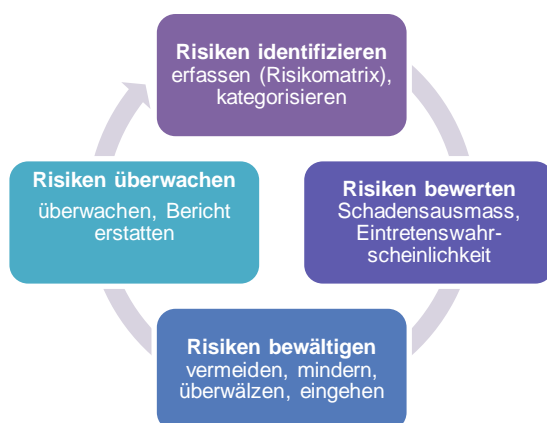 Risiken identifizieren
erfassen (Risikomatrix),
kategorisieren
Risiken bewerten
Schadensausmass,
Eintretenswahr-
scheinlichkeit
Risiken bewältigen
vermeiden, mindern,
überwälzen, eingehen
Risiken überwachen
überwachen, Bericht
erstatten